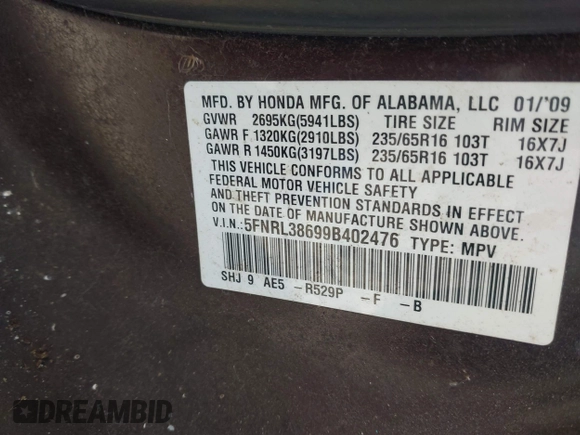 MFD. BY HONDA MFG. OF ALABAMA, LLC 01/'09
GVWR 2695KG(5941LBS) TIRE SIZE RIM SIZE
GAWR F 1320KG(2910LBS) 235/65R16 103T 16X7J
GAWR R 1450KG(3197LBS) 235/65R16 103T 16X7J
THIS VEHICLE CONFORMS TO ALL APPLICABLE
FEDERAL MOTOR VEHICLE SAFETY
AND THEFT PREVENTION STANDARDS IN EFFECT
ON THE DATE OF MANUFACTURE SHOWN ABOVE.
V.I.N.:5FNRL38699B402476 TYPE: MPV
SHJ 9 AE5 -R529P -F -B
DREAMBID